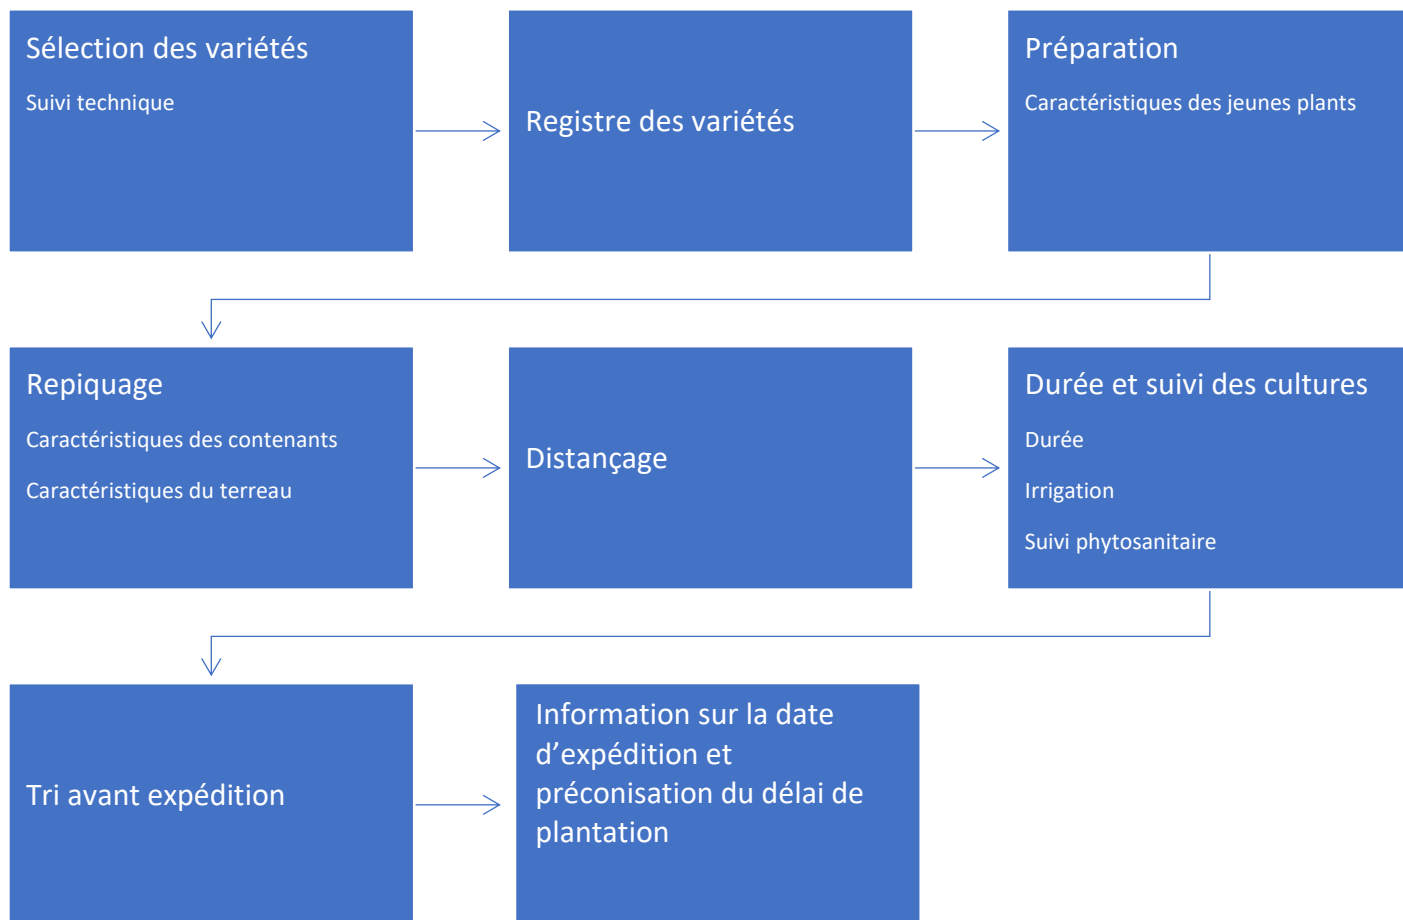 Sélection des variétés
Suivi technique
Registre des variétés
Préparation
Caractéristiques des jeunes plants
Repiquage
Caractéristiques des contenants
Caractéristiques du terreau
Distançage
Durée et suivi des cultures
Durée
Irrigation
Suivi phytosanitaire
Tri avant expédition
Information sur la date
d’expédition et
préconisation du délai de
plantation